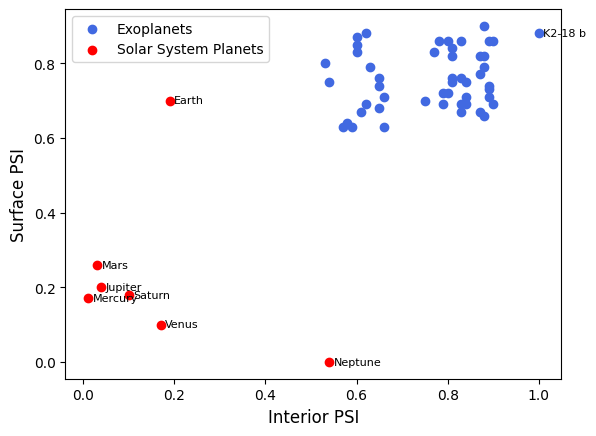 Exoplanets
Solar System Planets
K2-18 b
Earth
Mars
Jupiter
Mercury
Saturn
Venus
Neptune
Surface PSI
0.8
0.6
0.4
0.2
0.0
0.0 0.2 0.4 0.6 0.8 1.0
Interior PSI